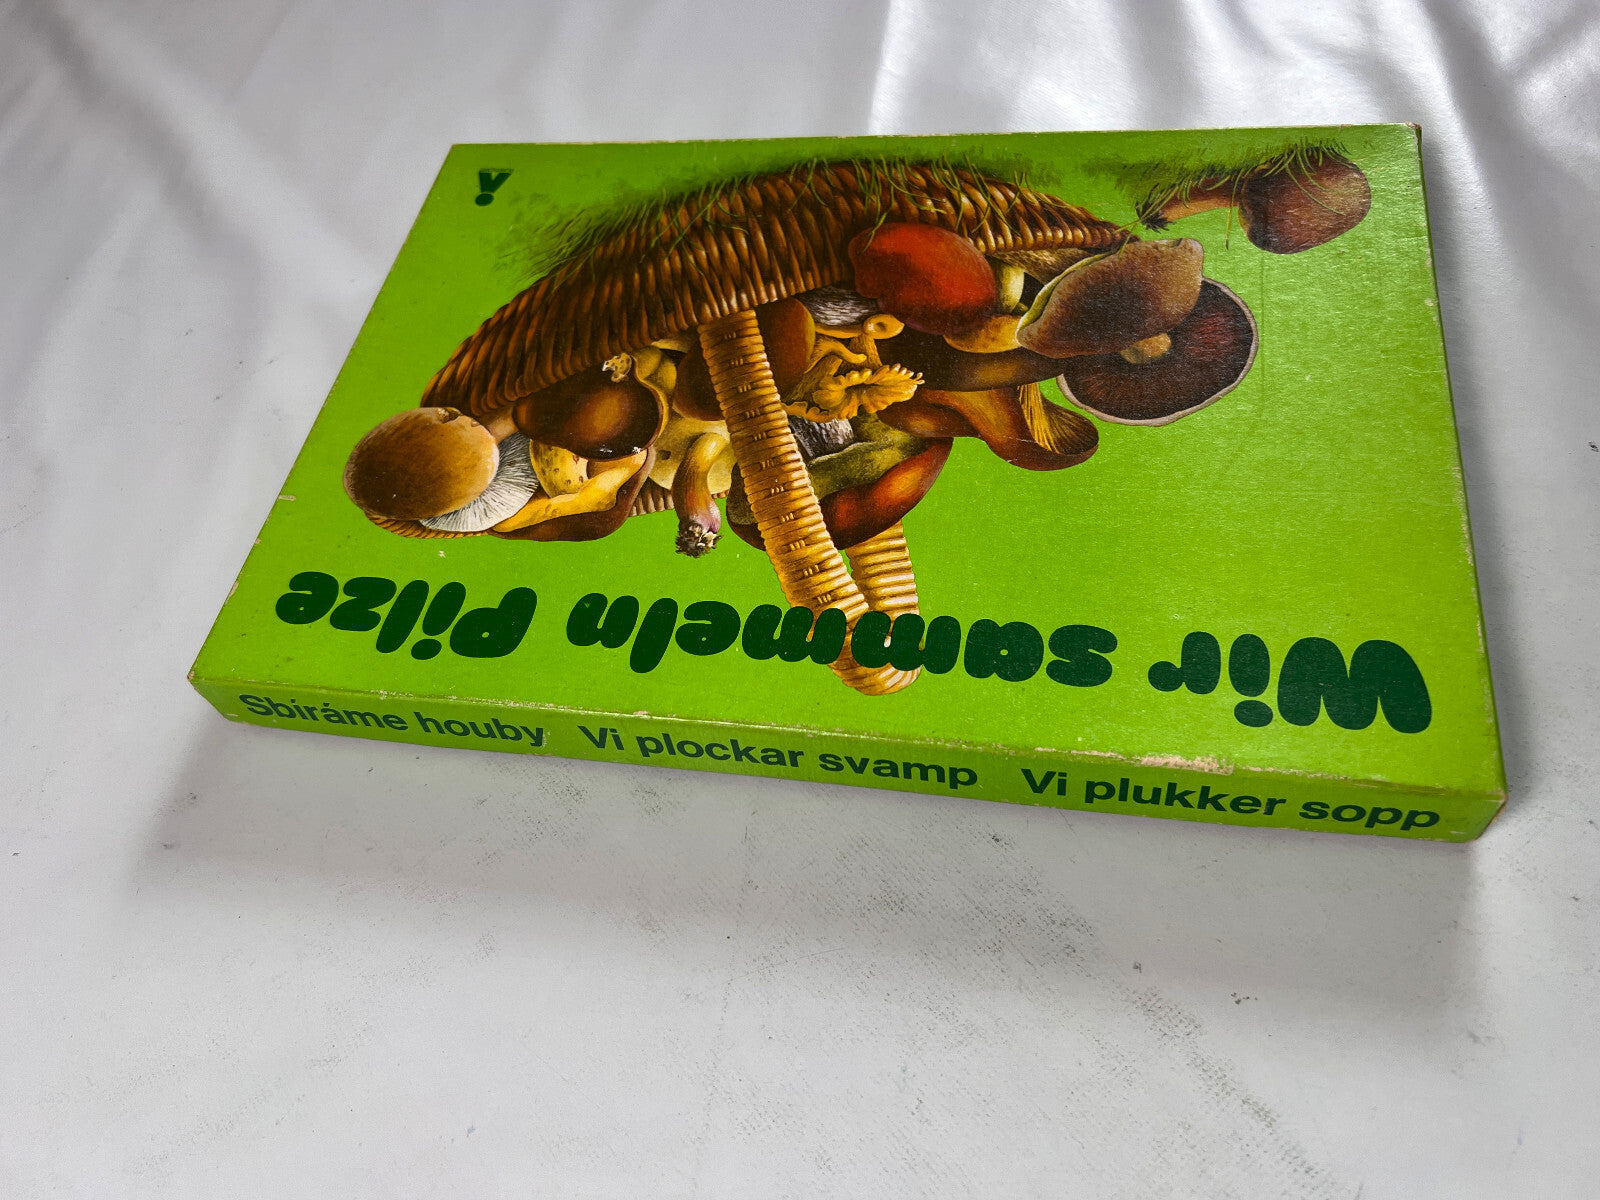 Wir sammeln Pilze
Sbíráme houby Vi plockar svamp Vi plukker sopp